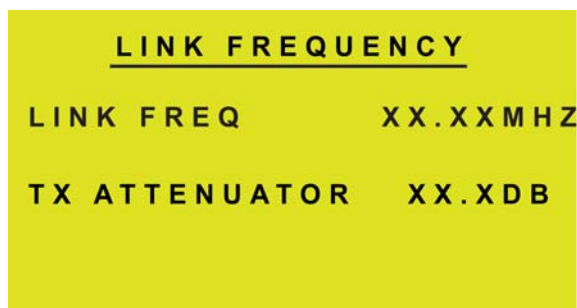 LINK FREQUENCY
LINK FREQ XX.XXMHZ
TX ATTENUATOR XX.XDB